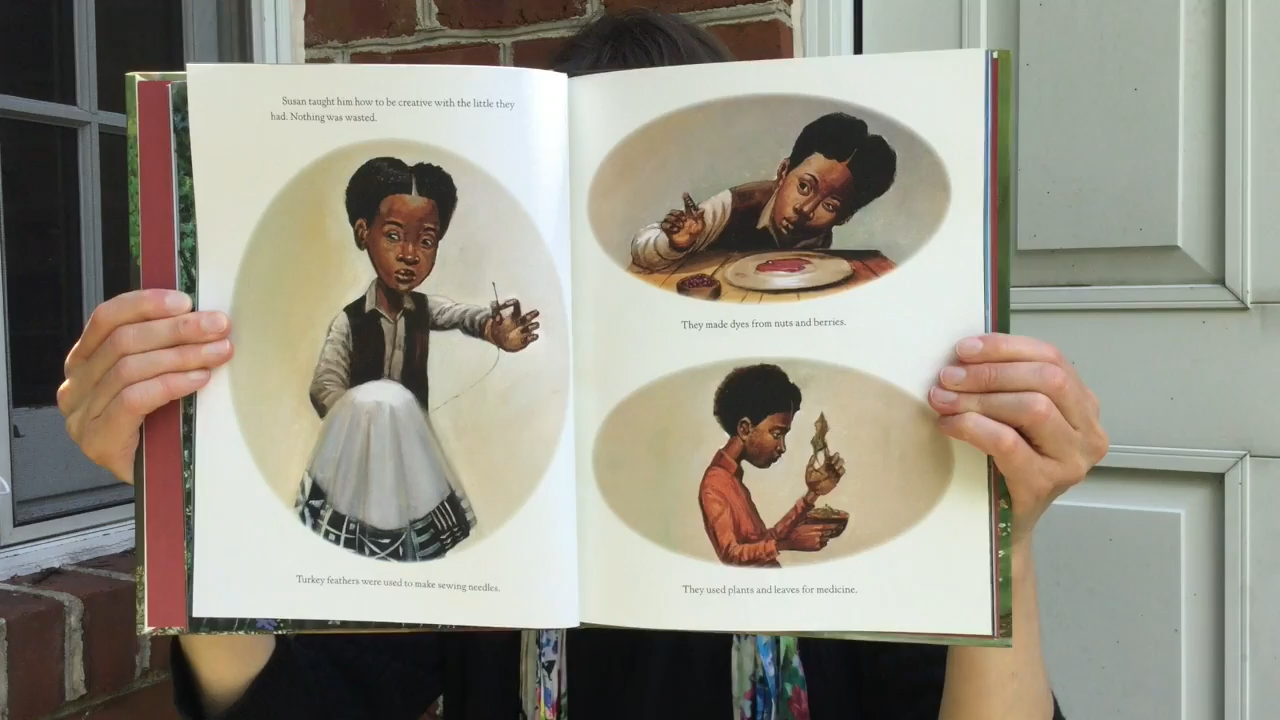 Susan taught him how to be creative with the little they
had. Nothing was wasted.
Turkey feathers were used to make sewing needles.
They made dyes from nuts and berries.
They used plants and leaves for medicine.